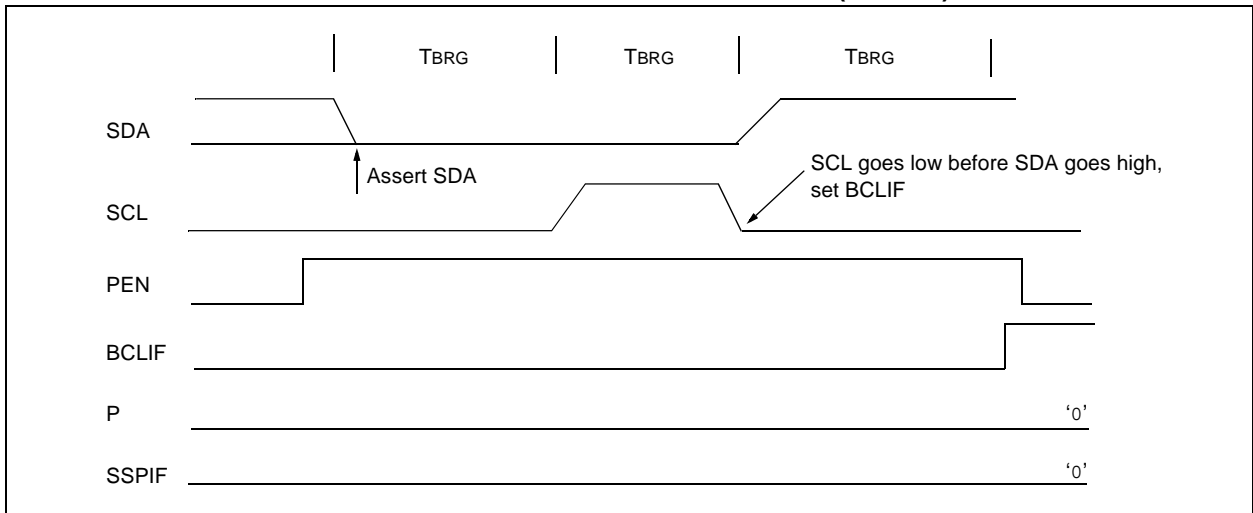 TBRG TBRG TBRG
SDA
Assert SDA
SCL goes low before SDA goes high,
set BCLIF
SCL
PEN
BCLIF
P
‘0’
SSPIF
‘0’